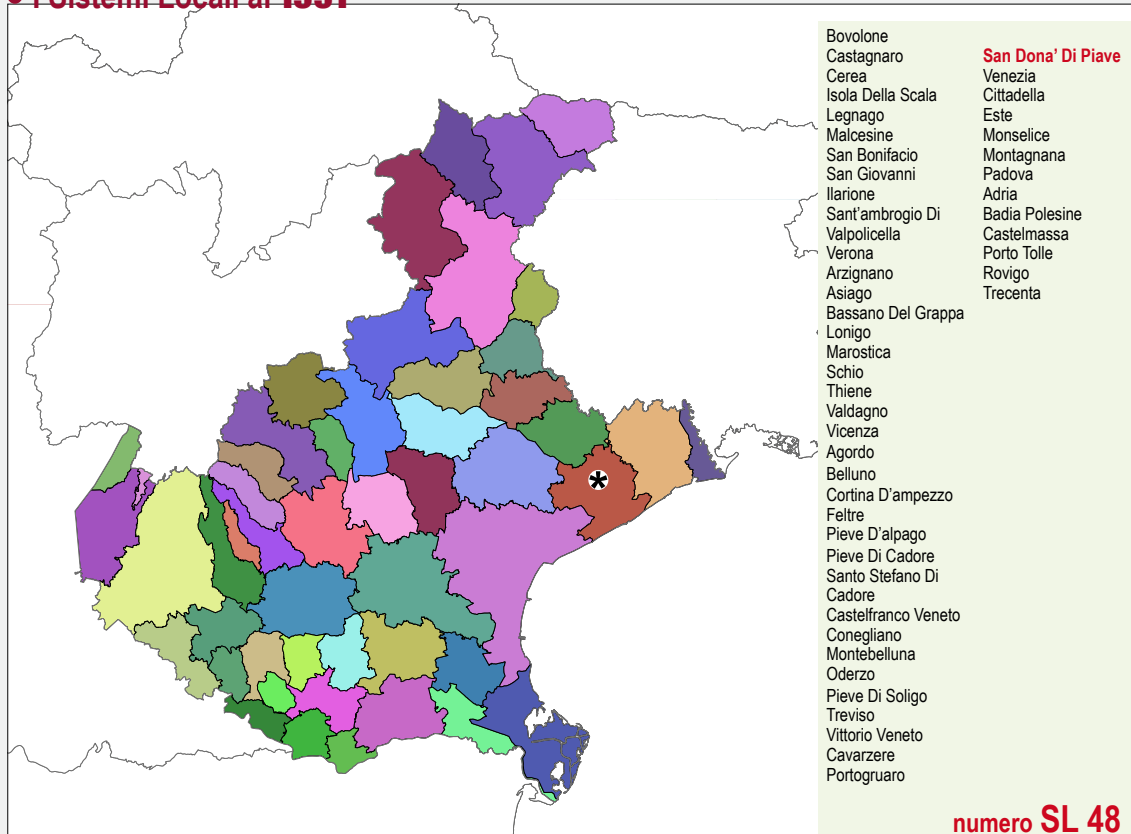 i Sistemi Locali al 1991
Bovolone
Castagnaro
Cerea
Isola Della Scala
Legnago
Malcesine
San Bonifacio
San Giovanni
Ilarione
Sant'ambrogio Di
Valpolicella
Verona
Arzignano
Asiago
Bassano Del Grappa
Lonigo
Marostica
Schio
Thiene
Valdagno
Vicenza
Agordo
Belluno
Cortina D'ampezzo
Feltre
Pieve D'alpago
Pieve Di Cadore
Santo Stefano Di
Cadore
Castelfranco Veneto
Conegliano
Montebelluna
Oderzo
Pieve Di Soligo
Treviso
Vittorio Veneto
Cavarzere
Portogruaro
San Dona' Di Piave
Venezia
Cittadella
Este
Monselice
Montagnana
Padova
Adria
Badia Polesine
Castelmassa
Porto Tolle
Rovigo
Trecenta
*
numero SL 48